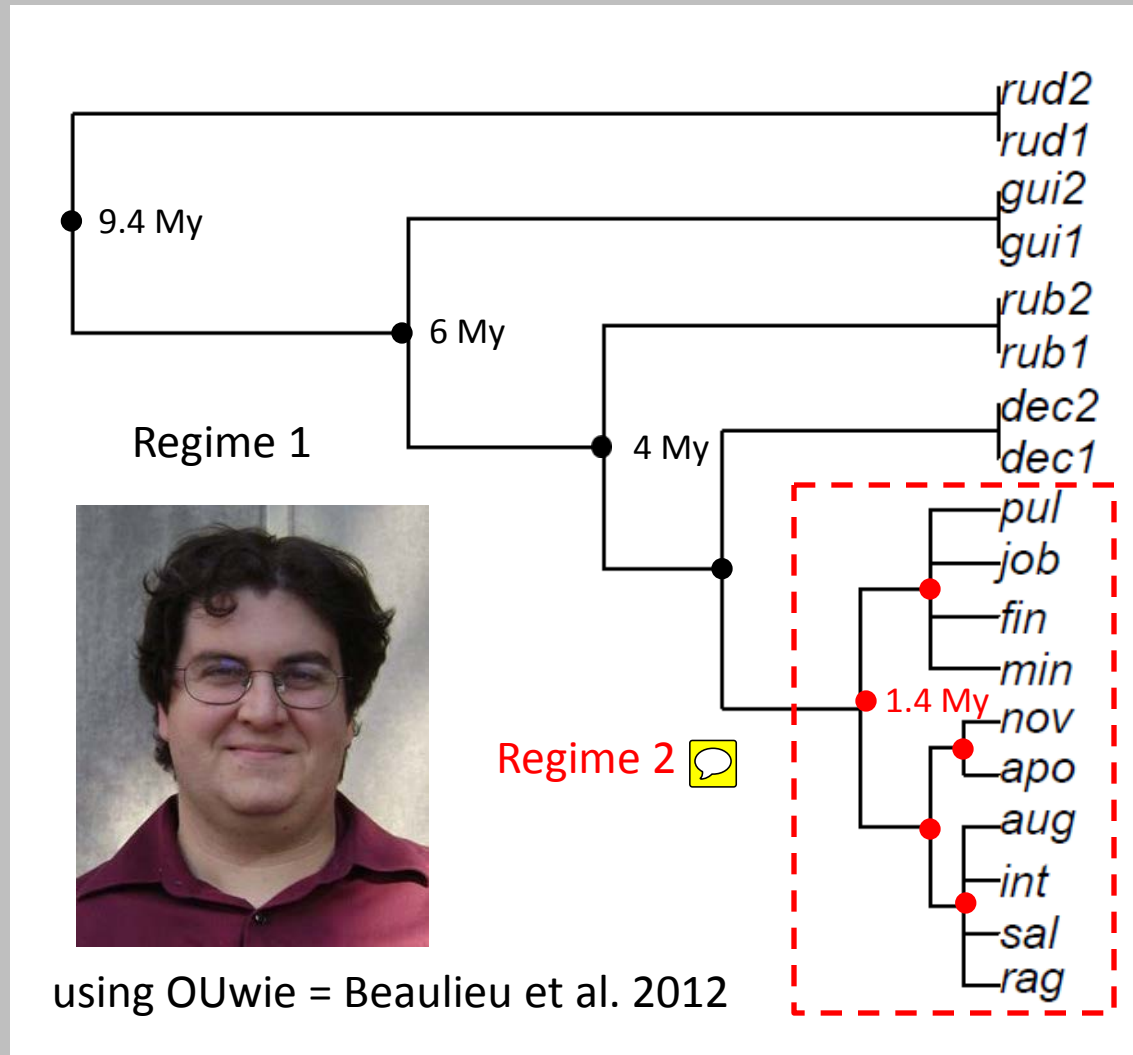 rud2
rud1
gui2
9.4 My
gui1
rub2
6 My
rub1
dec2
Regime 1
4 My
dec1
pul
job
fin
min
1.4 My
nov
Regime 2
apo
aug
int
sal
rag
using OUwie = Beaulieu et al. 2012